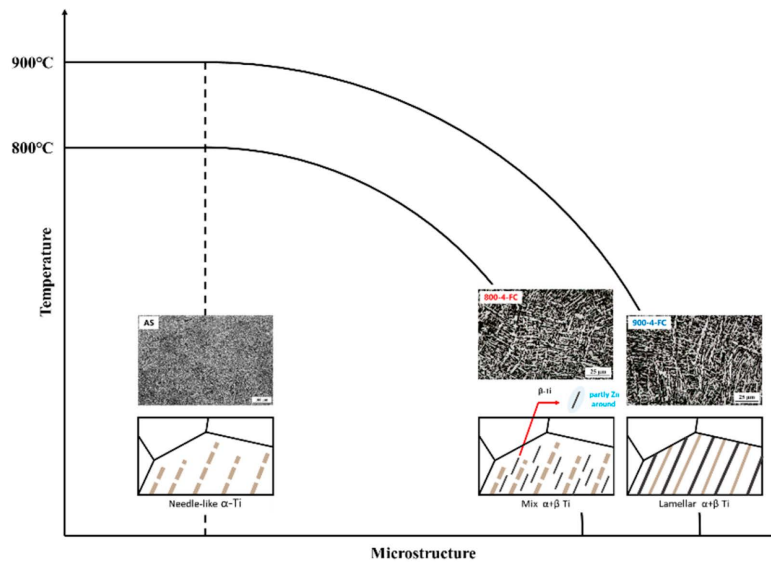 900°C
800°C
Temperature
AS
800-4-FC
25 μm
900-4-FC
25 μm
β-Ti
partly Zn
around
Needle-like α-Ti
Mix α+β Ti
Lamellar α+β Ti
Microstructure